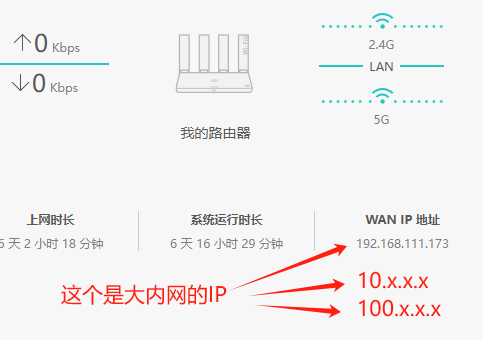 0 Kbps
0 Kbps
2.4G
LAN
5G
我的路由器
上网时长
系统运行时长
WAN IP 地址
6 天 2 小时 18 分钟
6 天 16 小时 29 分钟
192.168.111.173
这个是大内网的IP
10.x.x.x
100.x.x.x